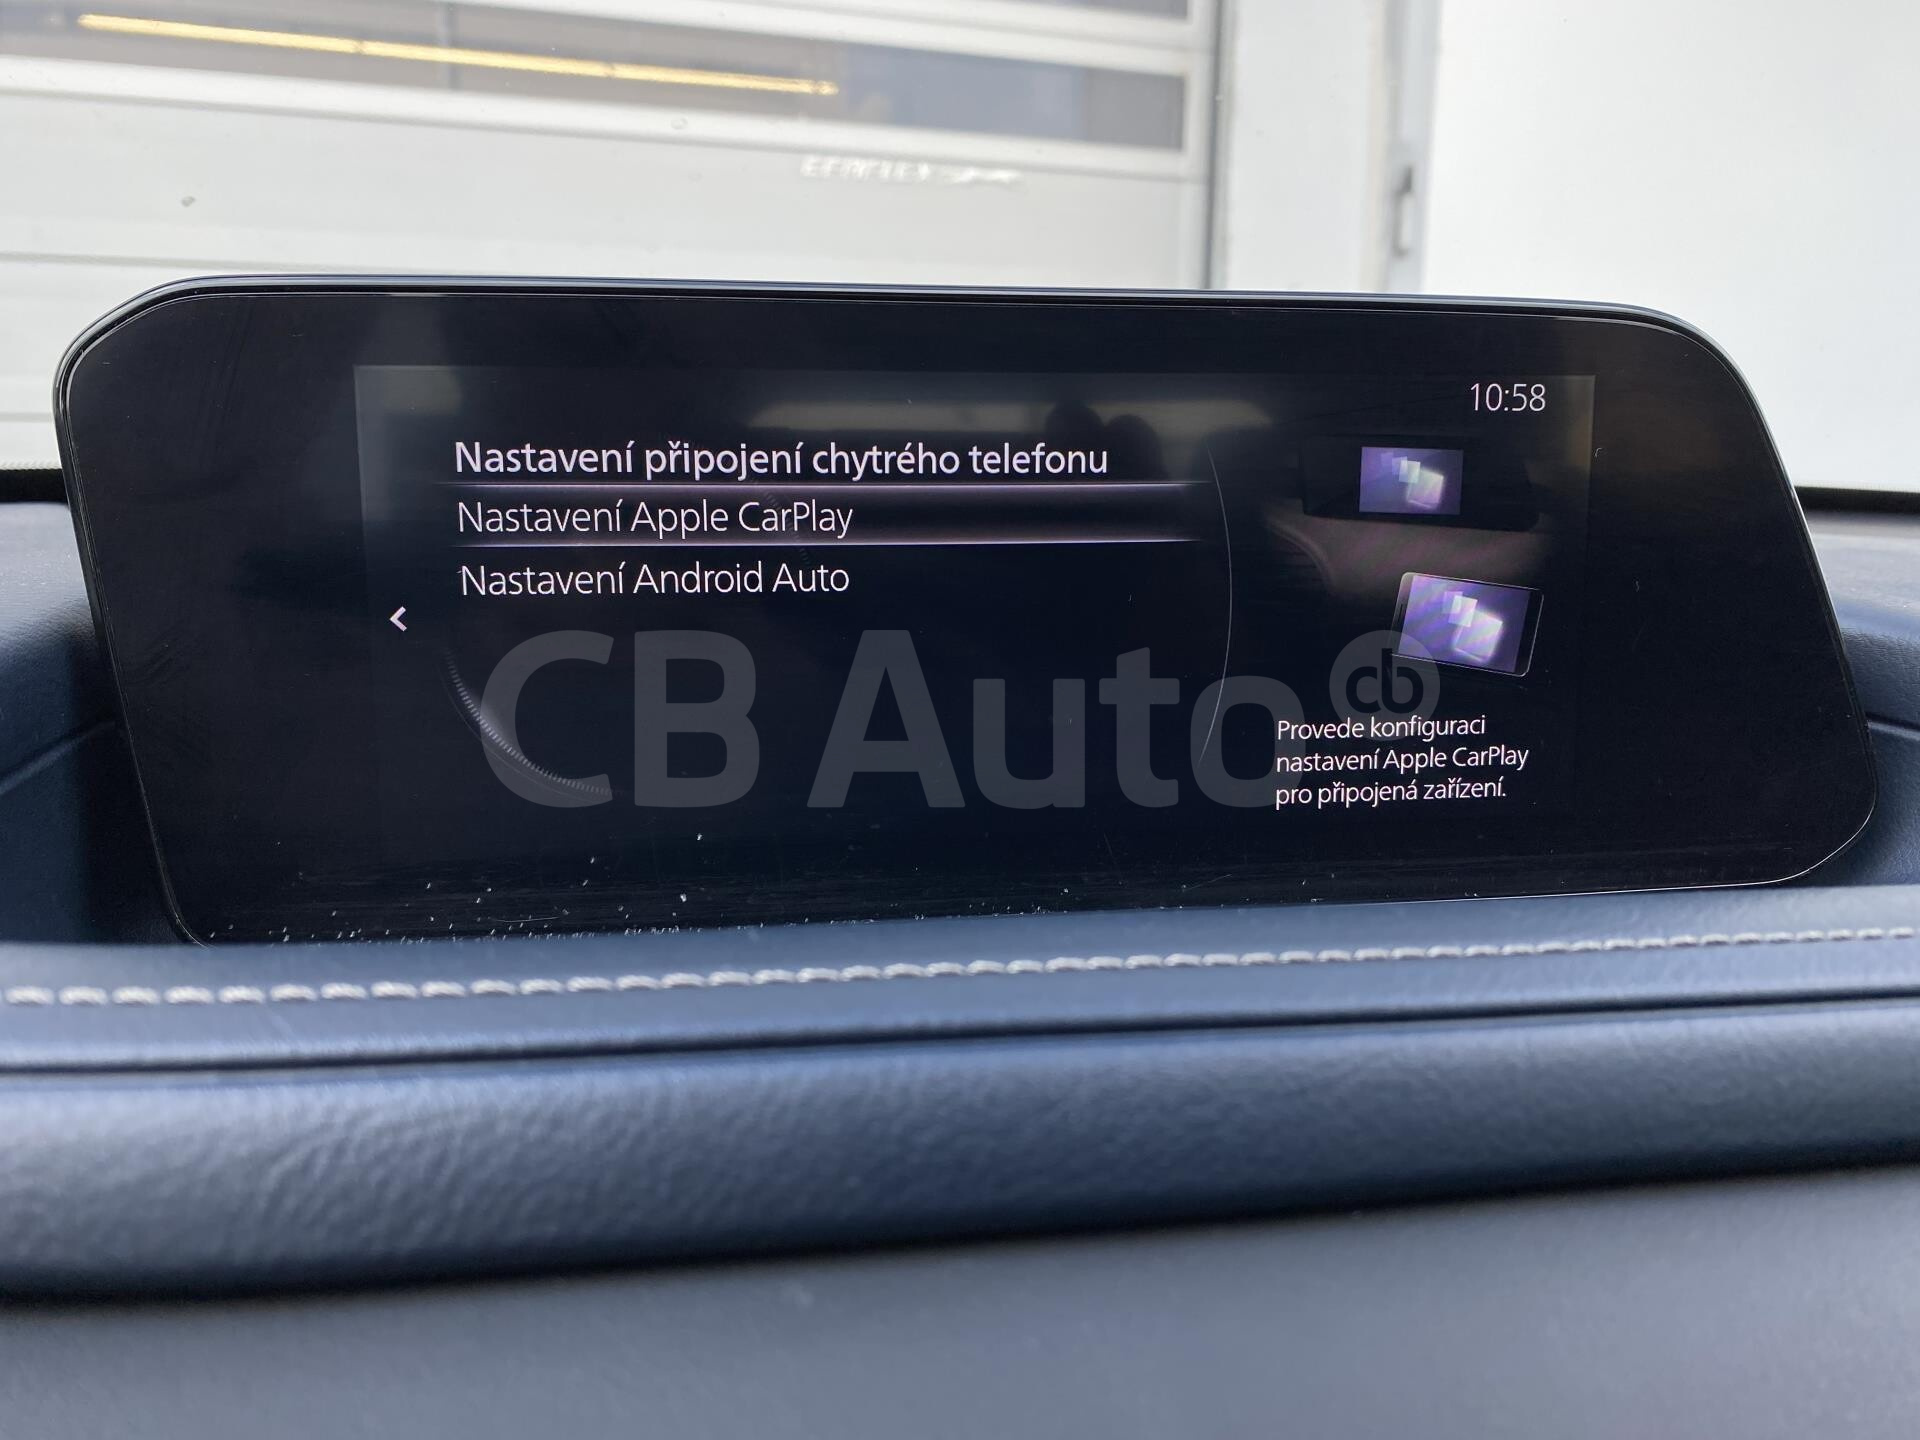 10:58
Nastavení připojení chytrého telefonu
Nastavení Apple CarPlay
Nastavení Android Auto
<
CB Auto cb
Provede konfiguraci
nastavení Apple CarPlay
pro připojená zařízení.